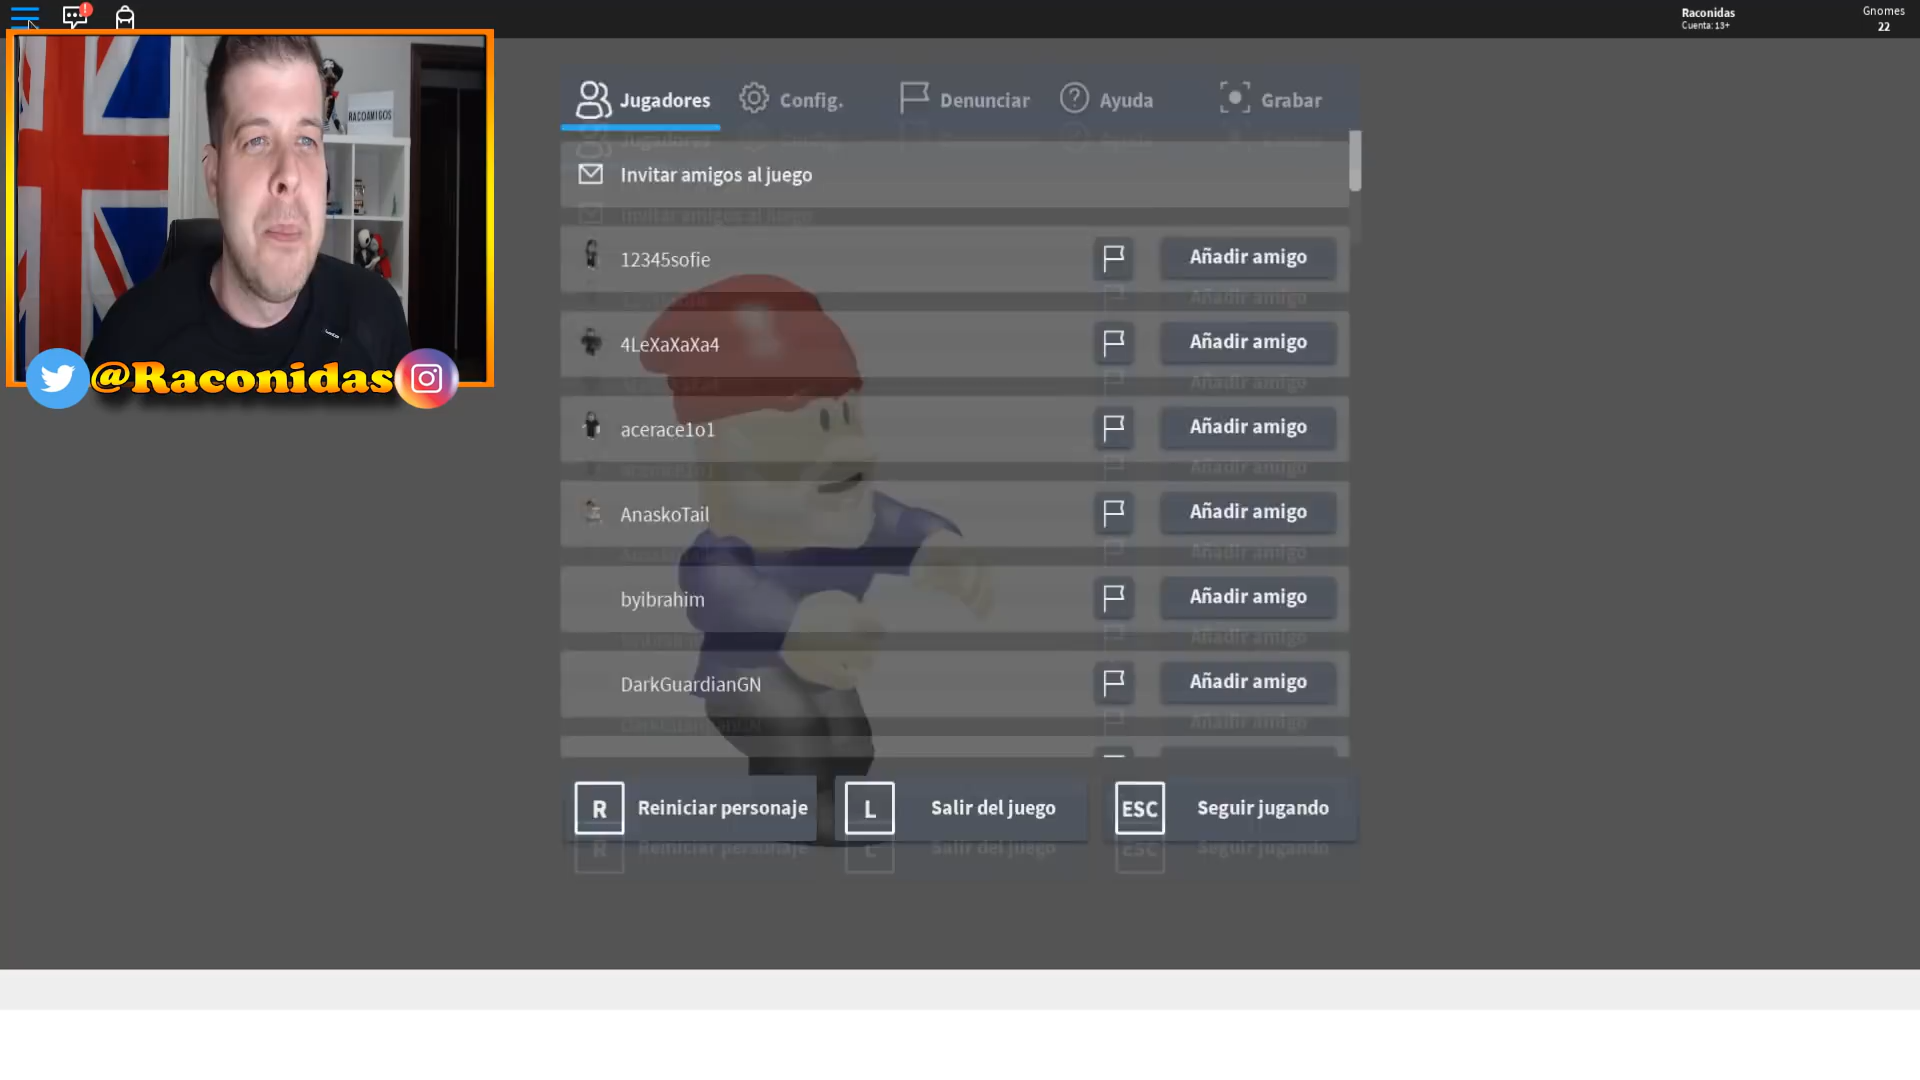 Raconidas
Cuenta: 13+
Gnomes
22
RACOAMIGOS
@Raconidas
Jugadores
Config.
Denunciar
Ayuda
Grabar
Invitar amigos al juego
12345sofie
Añadir amigo
4LeXaXaXa4
Añadir amigo
acerace1o1
Añadir amigo
AnaskoTail
Añadir amigo
byibrahim
Añadir amigo
DarkGuardianGN
Añadir amigo
R Reiniciar personaje
L Salir del juego
ESC Seguir jugando